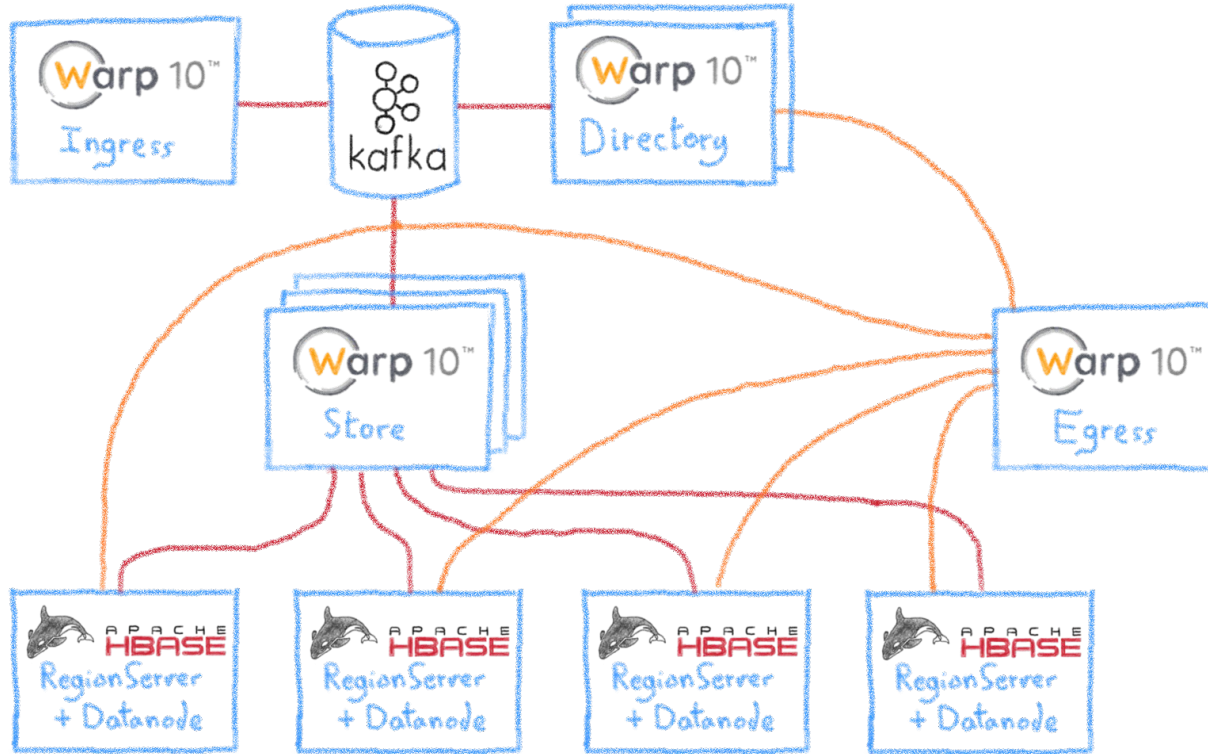 Warp 10™
Ingress
kafka
Warp 10™
Directory
Warp 10™
Store
Warp 10™
Egress
APACHE
HBASE
RegionServer
+ Datanode
APACHE
HBASE
RegionServer
+ Datanode
APACHE
HBASE
RegionServer
+ Datanode
APACHE
HBASE
RegionServer
+ Datanode